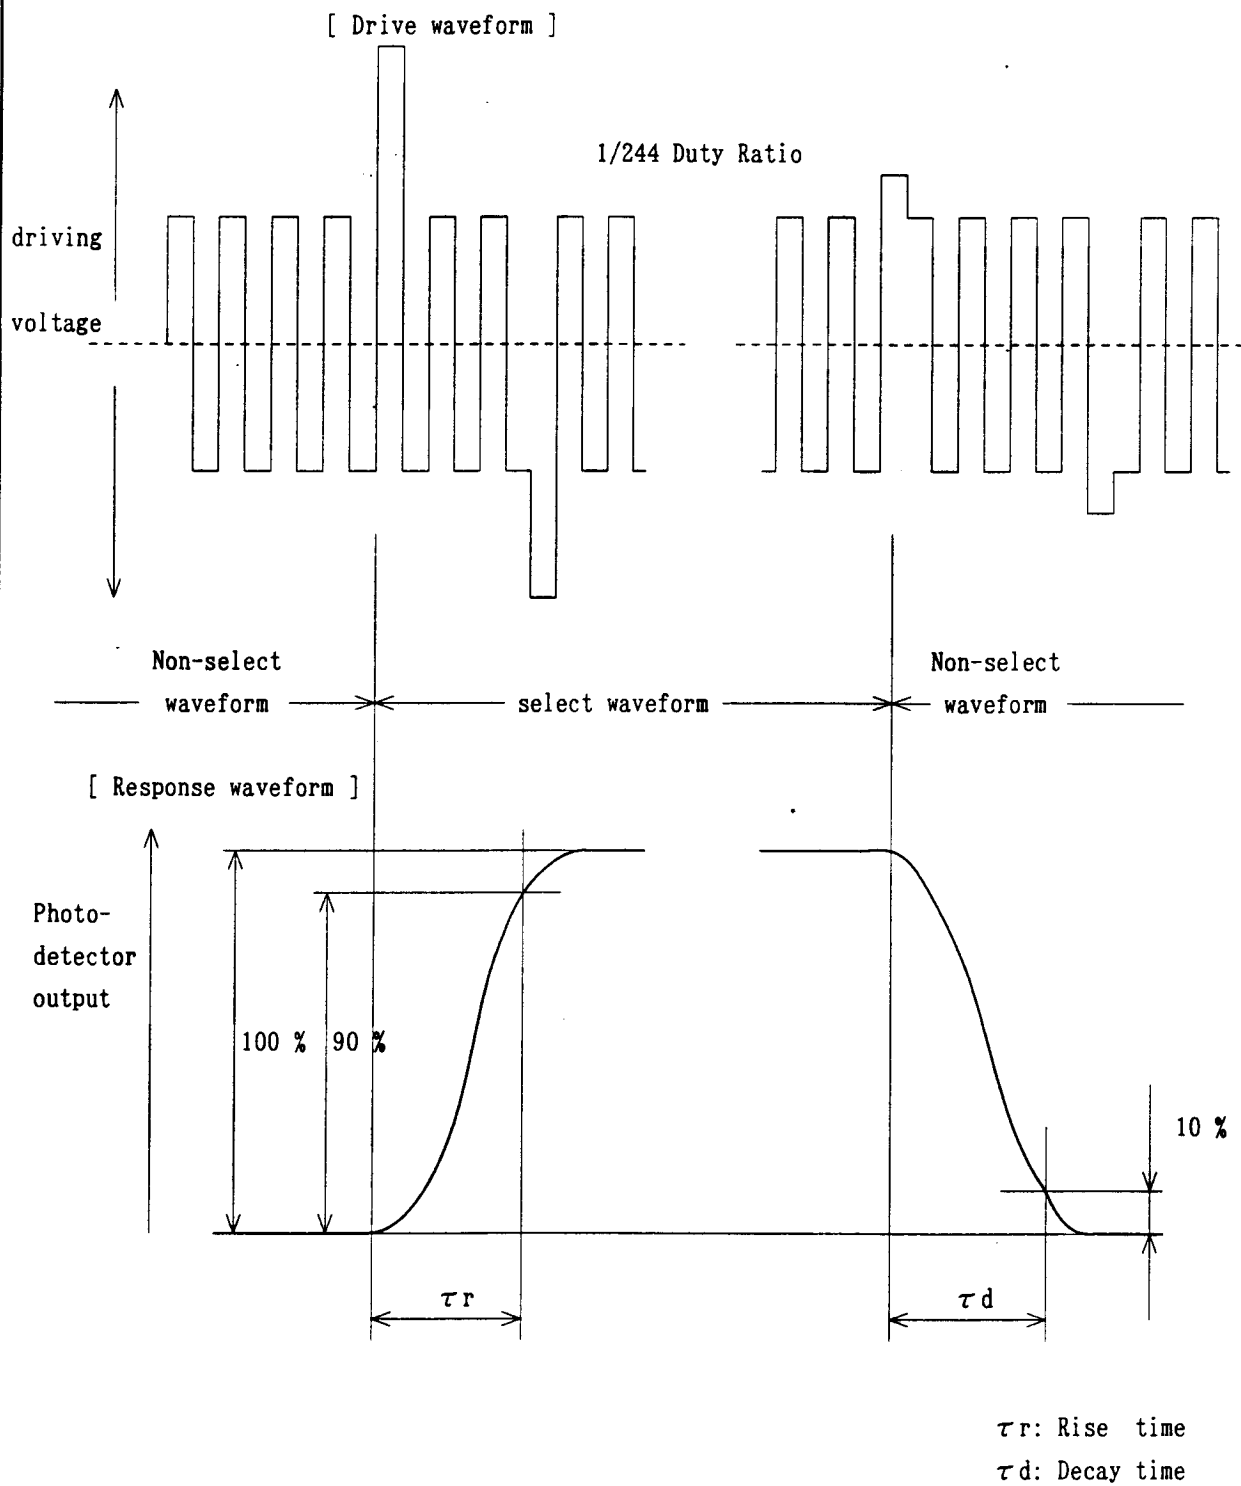 [ Drive waveform ]
1/244 Duty Ratio
driving
voltage
Non-select
waveform
select waveform
Non-select
waveform
[ Response waveform ]
Photo-
detector
output
100 %
90 %
10 %
τr
τd
τr: Rise time
τd: Decay time